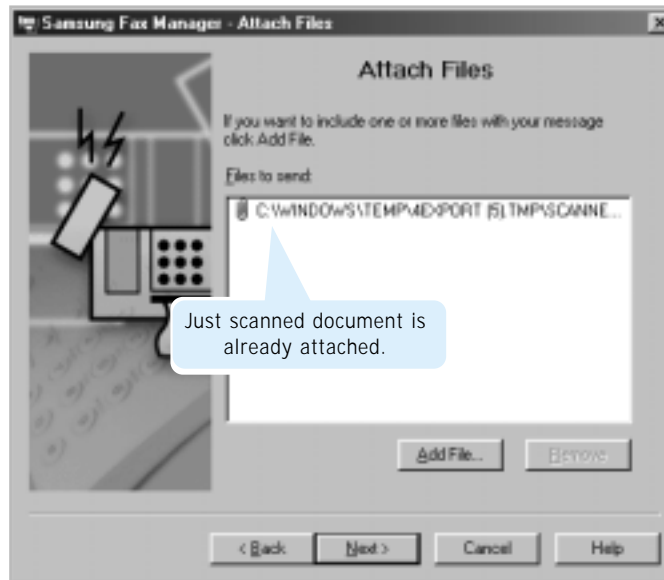 Samsung Fax Manager - Attach Files
Attach Files
If you want to include one or more files with your message
click Add File.
Files to send:
C:\WINDOWS\TEMP\4EXPORT (5).TMP\SCANNE...
Just scanned document is
already attached.
Add File...
Remove
< Back
Next >
Cancel
Help